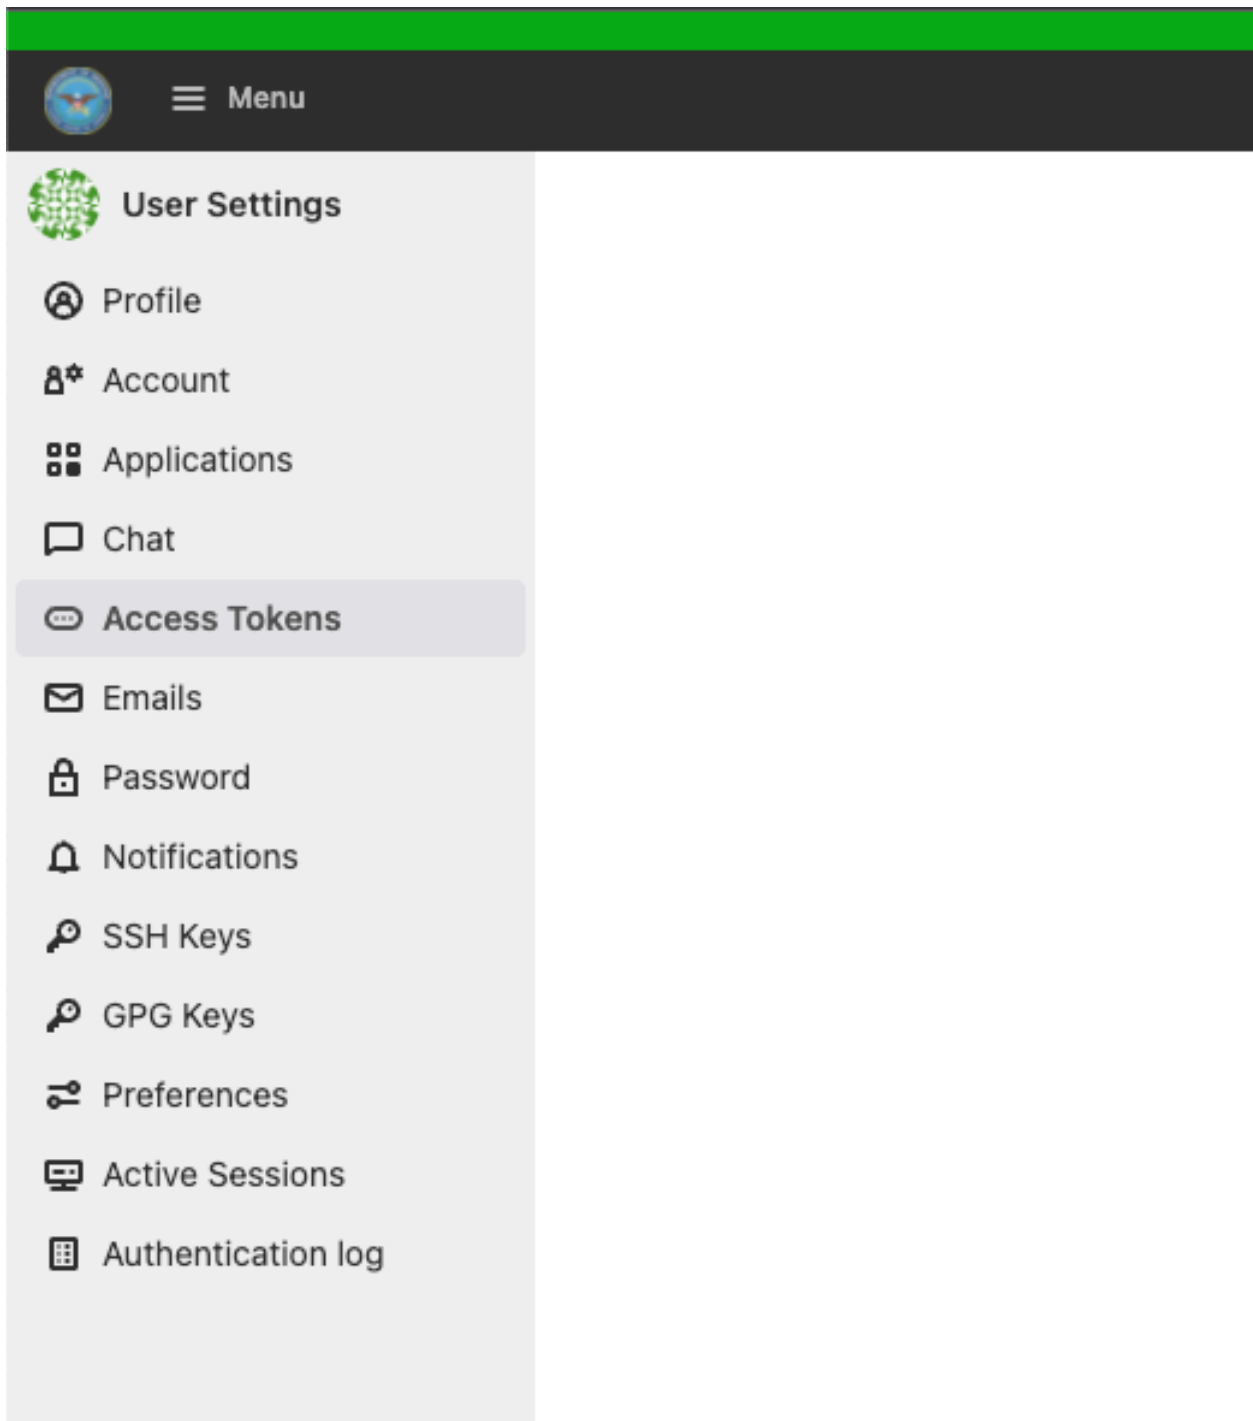 Menu
User Settings
Profile
Account
Applications
Chat
Access Tokens
Emails
Password
Notifications
SSH Keys
GPG Keys
Preferences
Active Sessions
Authentication log